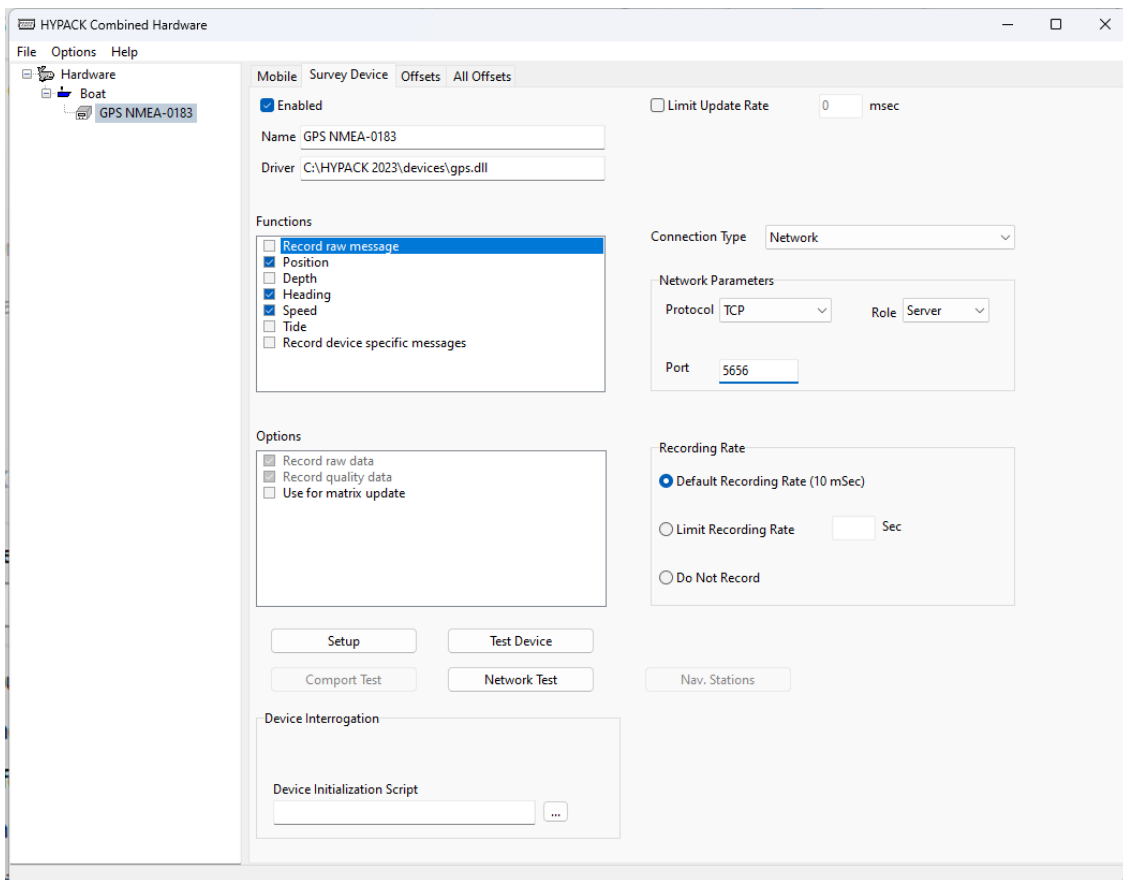 HYPACK Combined Hardware
File Options Help
Hardware
Boat
GPS NMEA-0183
Mobile Survey Device Offsets All Offsets
Enabled
Limit Update Rate 0 msec
Name GPS NMEA-0183
Driver C:\HYPACK 2023\devices\gps.dll
Functions
Record raw message
Position
Depth
Heading
Speed
Tide
Record device specific messages
Connection Type Network
Network Parameters
Protocol TCP Role Server
Port 5656
Options
Record raw data
Record quality data
Use for matrix update
Recording Rate
Default Recording Rate (10 mSec)
Limit Recording Rate Sec
Do Not Record
Setup Test Device
Comport Test Network Test Nav. Stations
Device Interrogation
Device Initialization Script
...